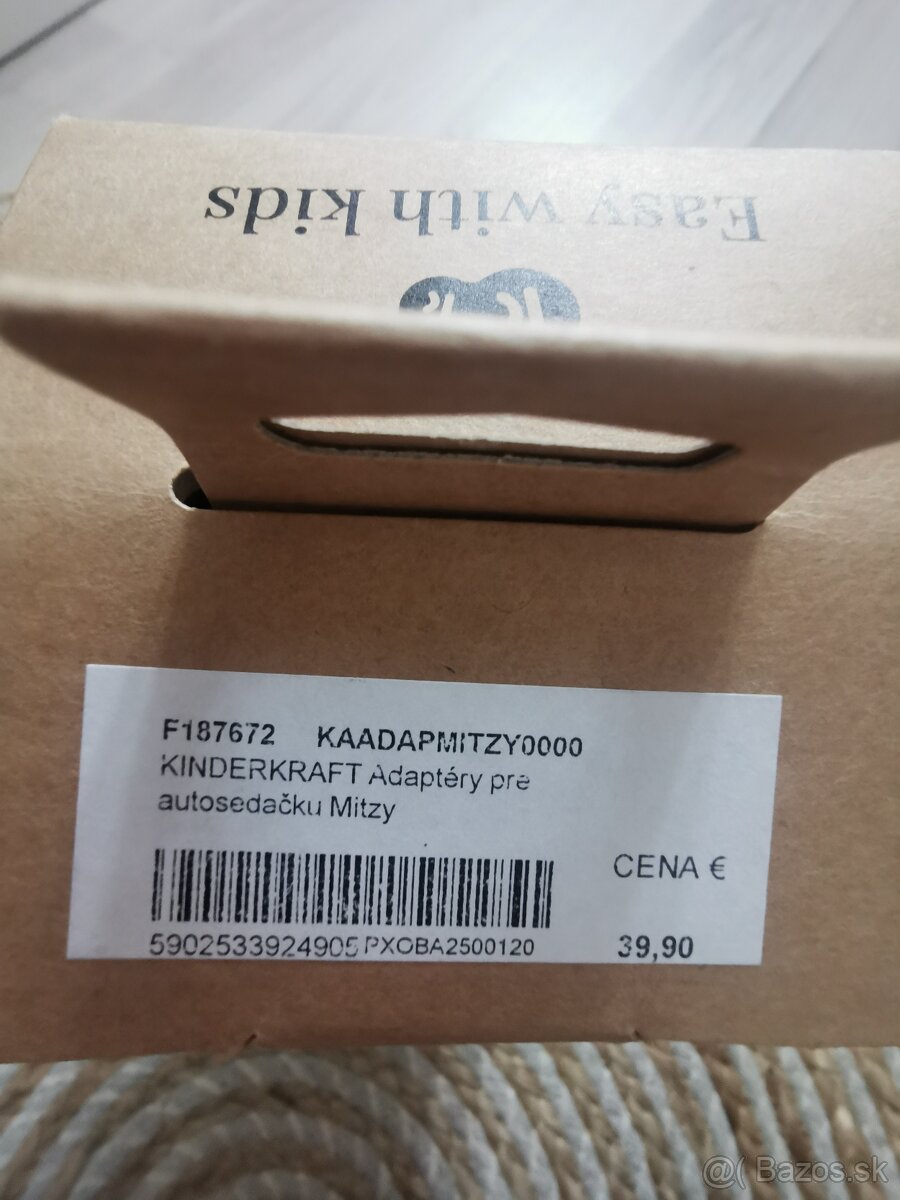 Easy with kids
F187672 KAADAPMITZY0000
KINDERKRAFT Adaptéry pre
autosedačku Mitzy
CENA €
5902533924905 PXOBA2500120
39,90
@( Bazos.sk